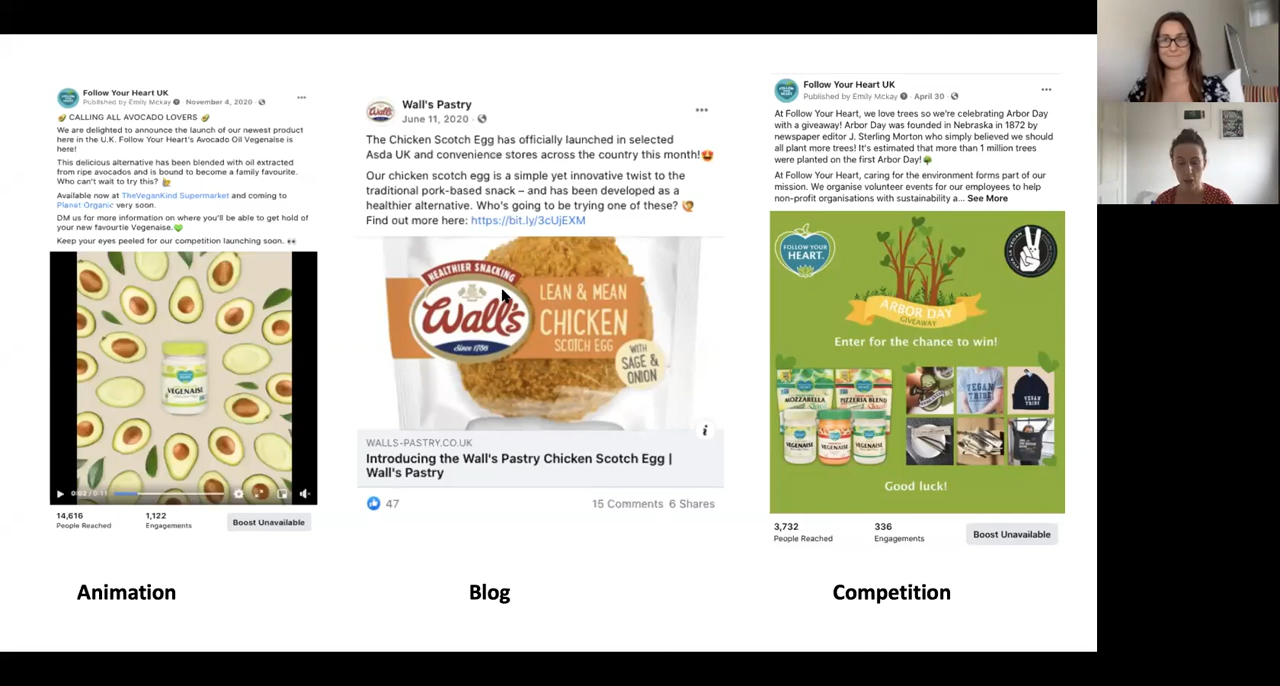 Follow Your Heart UK
Published by Emily Mckay · November 4, 2020 ·
🥑 CALLING ALL AVOCADO LOVERS 🥑
We are delighted to announce the launch of our newest product
here in the U.K. Follow Your Heart's Avocado Oil Vegenaise is
here!
This delicious alternative has been blended with oil extracted
from ripe avocados and is bound to become a family favourite.
Who can't wait to try this? 🙋
Available now at TheVeganKind Supermarket and coming to
Planet Organic very soon.
DM us for more information on where you'll be able to get hold of
your new favourtie Vegenaise.💚
Keep your eyes peeled for our competition launching soon. 👀
VEGENAISE
0:02 / 0:11
14,616
People Reached
1,122
Engagements
Boost Unavailable
Animation
Wall's Pastry
June 11, 2020 ·
The Chicken Scotch Egg has officially launched in selected
Asda UK and convenience stores across the country this month!🤩
Our chicken scotch egg is a simple yet innovative twist to the
traditional pork-based snack – and has been developed as a
healthier alternative. Who's going to be trying one of these? 🙋
Find out more here: https://bit.ly/3cUjEXM
HEALTHIER SNACKING
Wall's
Since 1786
LEAN & MEAN
CHICKEN
SCOTCH EGG
WITH
SAGE &
ONION
WALLS-PASTRY.CO.UK
Introducing the Wall's Pastry Chicken Scotch Egg |
Wall's Pastry
47
15 Comments 6 Shares
Blog
Follow Your Heart UK
Published by Emily Mckay · April 30 ·
At Follow Your Heart, we love trees so we're celebrating Arbor Day
with a giveaway! Arbor Day was founded in Nebraska in 1872 by
newspaper editor J. Sterling Morton who simply believed we should
all plant more trees! It's estimated that more than 1 million trees
were planted on the first Arbor Day!🌳
At Follow Your Heart, caring for the environment forms part of our
mission. We organise volunteer events for our employees to help
non-profit organisations with sustainability a... See More
FOLLOW YOUR
HEART.
ARBOR DAY
GIVEAWAY
Enter for the chance to win!
MOZZARELLA
PIZZERIA BLEND
VEGENAISE
VEGENAISE
VEGENAISE
VEGAN
TRIBE
VEGAN
TRIBE
Good luck!
3,732
People Reached
336
Engagements
Boost Unavailable
Competition